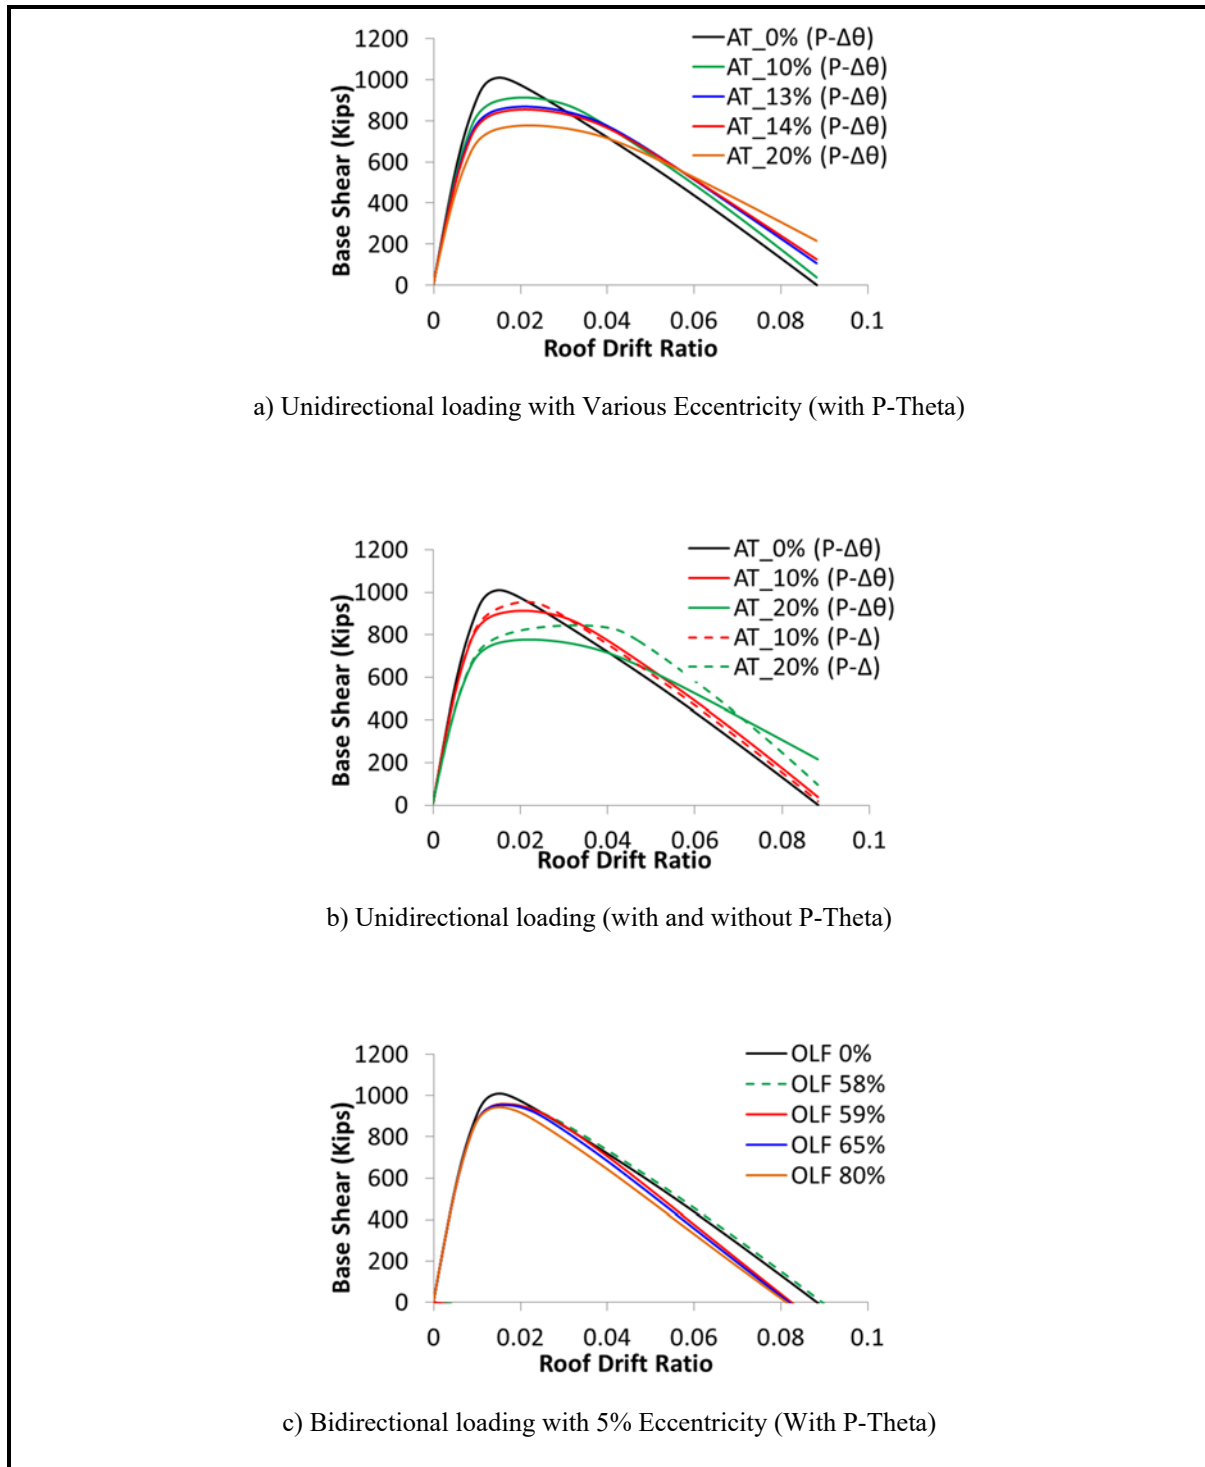 1200
1000
800
600
400
200
0
Base Shear (Kips)
AT_0% (P-Δθ)
AT_10% (P-Δθ)
AT_13% (P-Δθ)
AT_14% (P-Δθ)
AT_20% (P-Δθ)
0 0.02 0.04 0.06 0.08 0.1
Roof Drift Ratio
a) Unidirectional loading with Various Eccentricity (with P-Theta)
1200
1000
800
600
400
200
0
Base Shear (Kips)
AT_0% (P-Δθ)
AT_10% (P-Δθ)
AT_20% (P-Δθ)
AT_10% (P-Δ)
AT_20% (P-Δ)
0 0.02 0.04 0.06 0.08 0.1
Roof Drift Ratio
b) Unidirectional loading (with and without P-Theta)
1200
1000
800
600
400
200
0
Base Shear (Kips)
OLF 0%
OLF 58%
OLF 59%
OLF 65%
OLF 80%
0 0.02 0.04 0.06 0.08 0.1
Roof Drift Ratio
c) Bidirectional loading with 5% Eccentricity (With P-Theta)